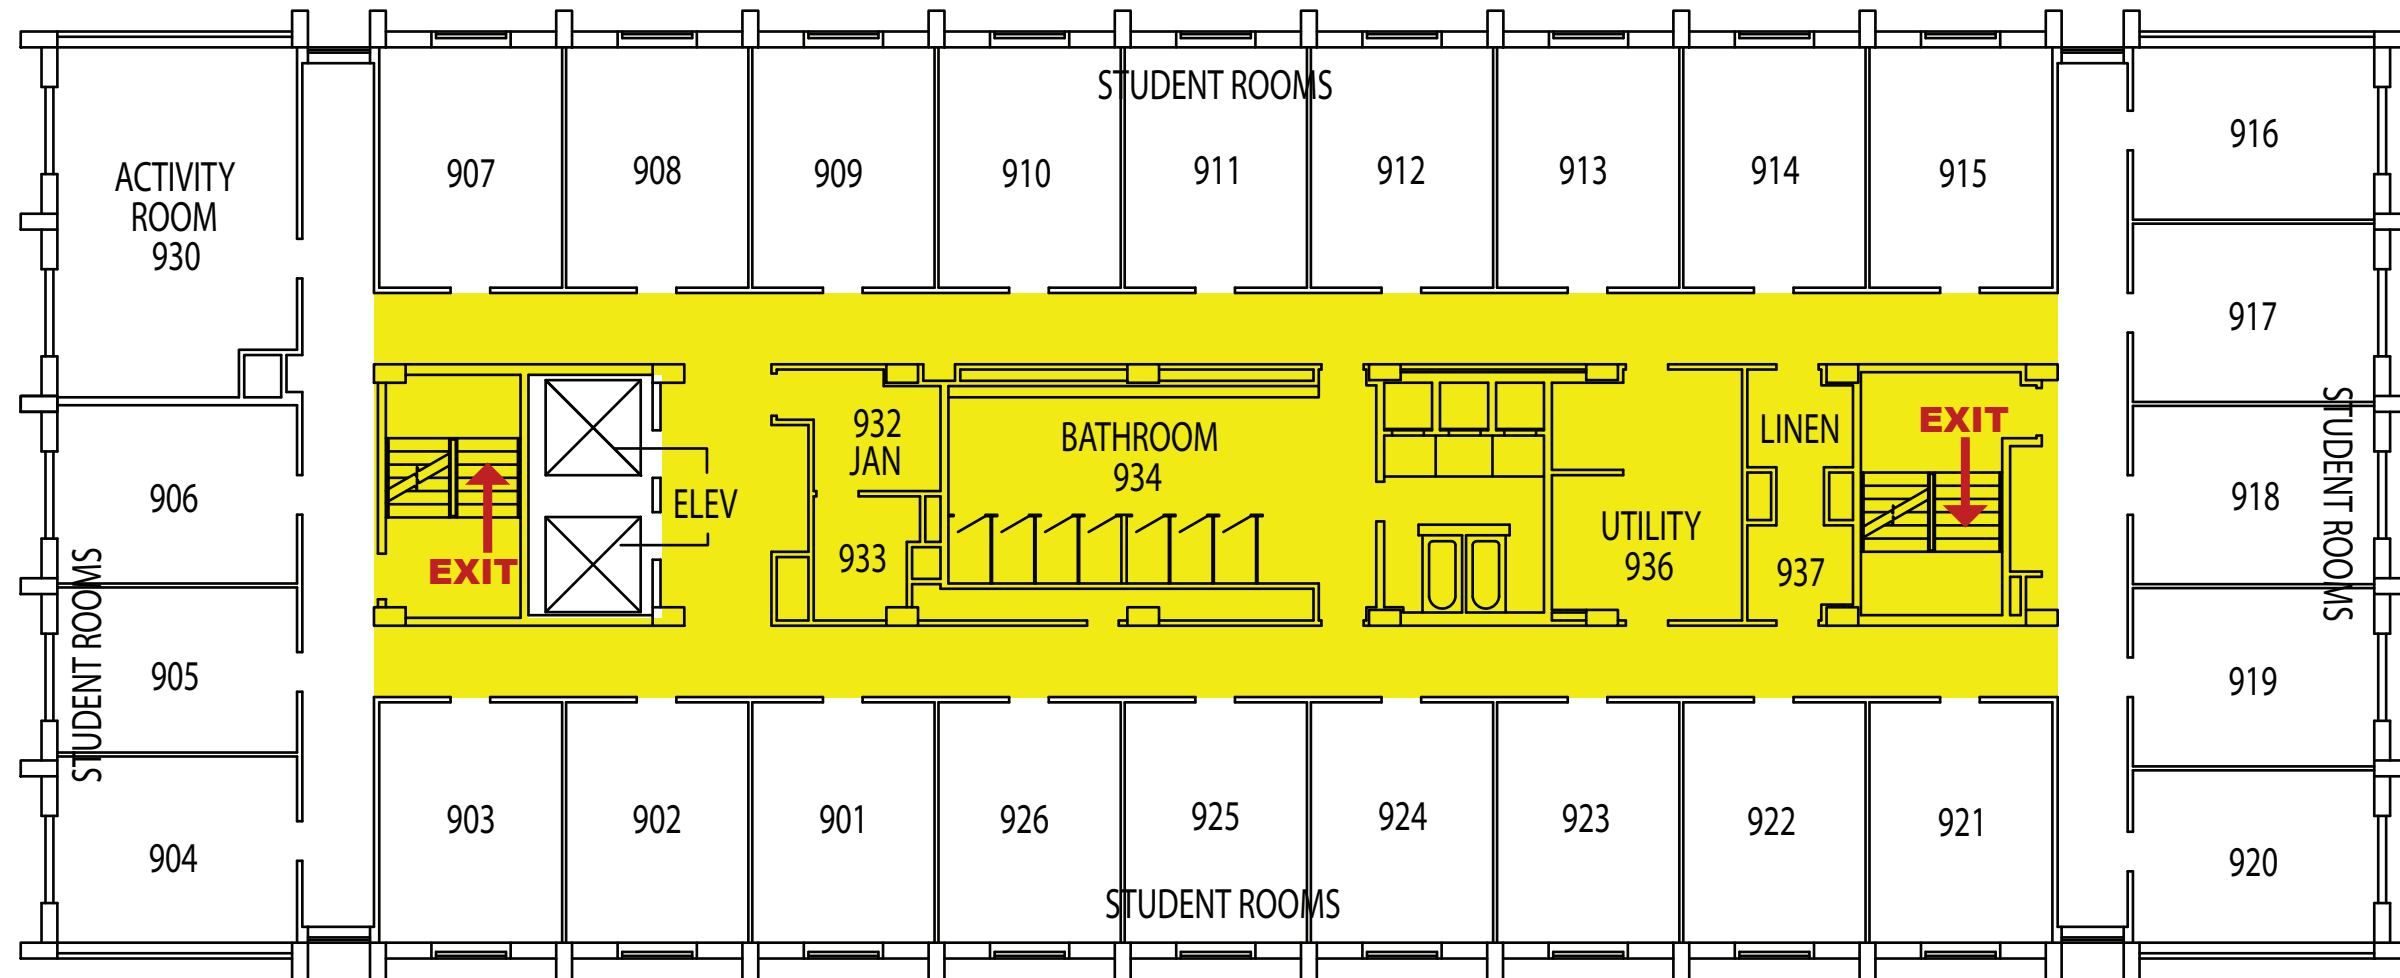 STUDENT ROOMS
ACTIVITY
ROOM
930
907
908
909
910
911
912
913
914
915
916
917
918
919
920
906
905
904
STUDENT ROOMS
STUDENT ROOMS
EXIT
ELEV
932
JAN
933
BATHROOM
934
UTILITY
936
LINEN
937
EXIT
903
902
901
926
925
924
923
922
921
STUDENT ROOMS